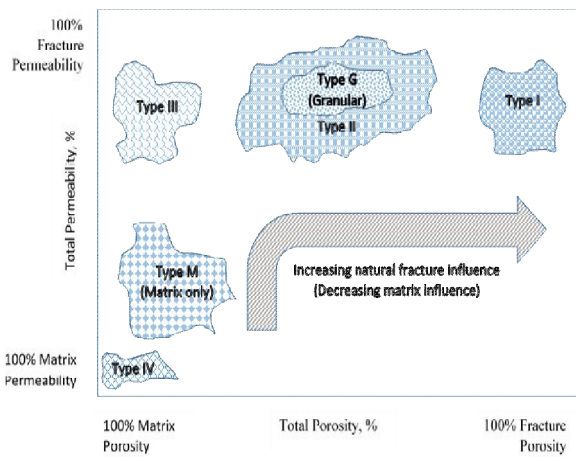 100%
Fracture
Permeability
Type III
Type G
(Granular)
Type II
Type I
Total Permeability, %
Type M
(Matrix only)
Increasing natural fracture influence
(Decreasing matrix influence)
100% Matrix
Permeability
Type IV
100% Matrix
Porosity
Total Porosity, %
100% Fracture
Porosity